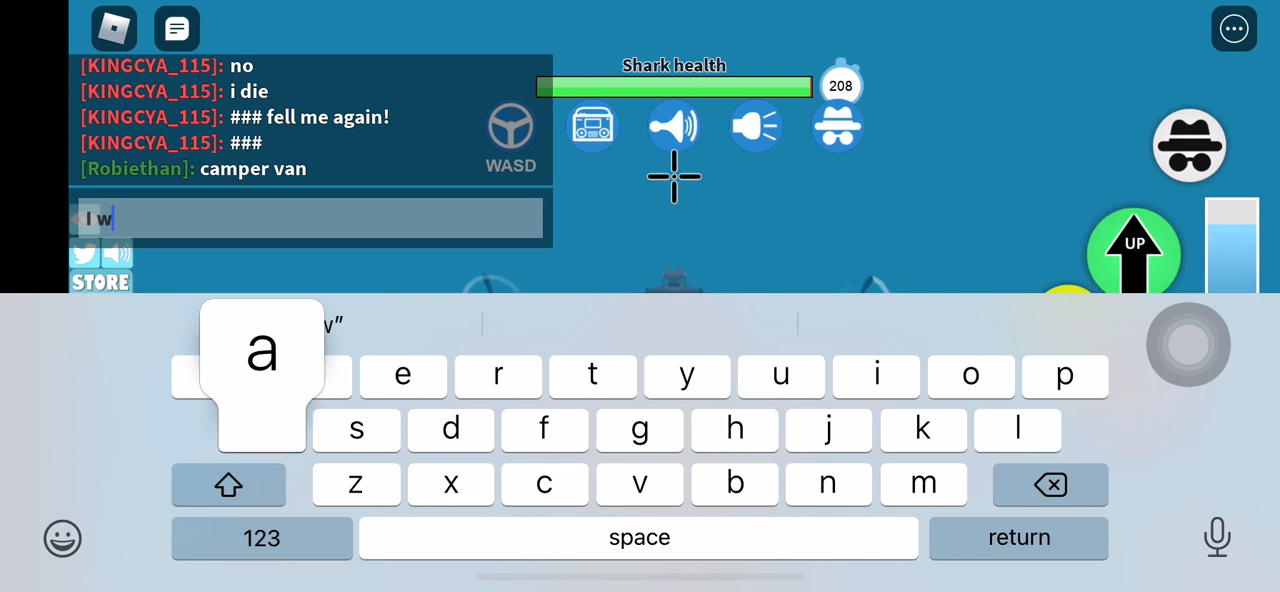 [KINGCYA_115]: no
[KINGCYA_115]: i die
[KINGCYA_115]: ### fell me again!
[KINGCYA_115]: ###
[Robiethan]: camper van
Shark health
208
WASD
I w
UP
STORE
w”
a
e r t y u i o p
s d f g h j k l
z x c v b n m
123 space return